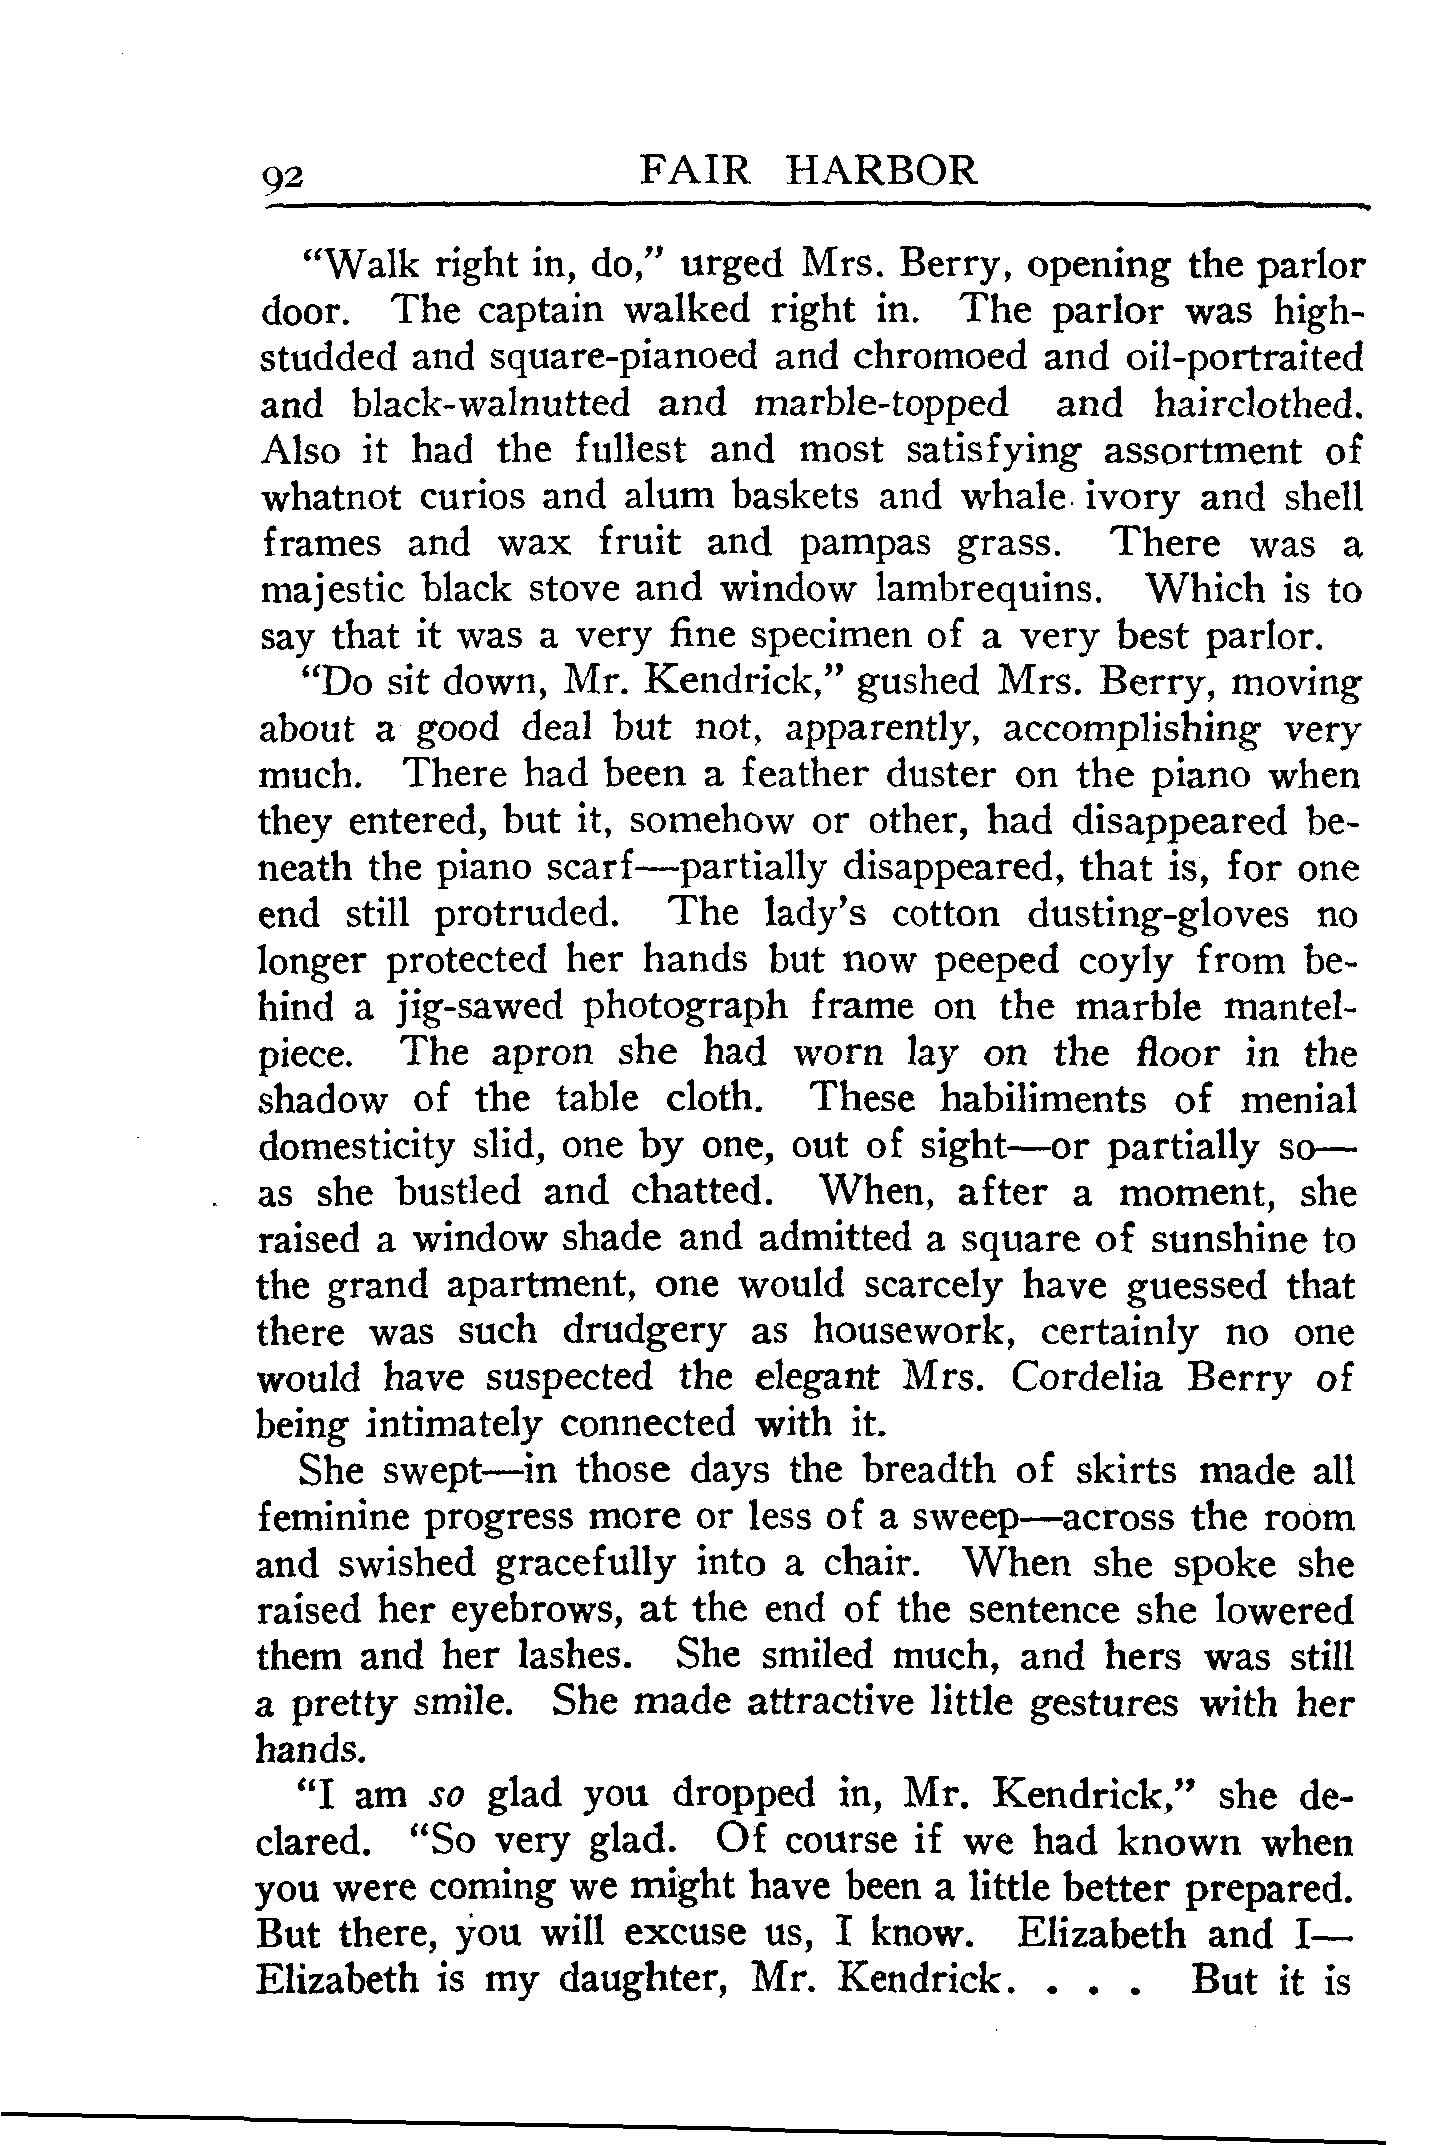 92 FAIR HARBOR
“Walk right in, do,” urged Mrs. Berry, opening the parlor
door. The captain walked right in. The parlor was high-
studded and square-pianoed and chromoed and oil-portraited
and black-walnutted and marble-topped and hairclothed.
Also it had the fullest and most satisfying assortment of
whatnot curios and alum baskets and whale ivory and shell
frames and wax fruit and pampas grass. There was a
majestic black stove and window lambrequins. Which is to
say that it was a very fine specimen of a very best parlor.
“Do sit down, Mr. Kendrick,” gushed Mrs. Berry, moving
about a good deal but not, apparently, accomplishing very
much. There had been a feather duster on the piano when
they entered, but it, somehow or other, had disappeared be-
neath the piano scarf—partially disappeared, that is, for one
end still protruded. The lady’s cotton dusting-gloves no
longer protected her hands but now peeped coyly from be-
hind a jig-sawed photograph frame on the marble mantel-
piece. The apron she had worn lay on the floor in the
shadow of the table cloth. These habiliments of menial
domesticity slid, one by one, out of sight—or partially so—
as she bustled and chatted. When, after a moment, she
raised a window shade and admitted a square of sunshine to
the grand apartment, one would scarcely have guessed that
there was such drudgery as housework, certainly no one
would have suspected the elegant Mrs. Cordelia Berry of
being intimately connected with it.
She swept—in those days the breadth of skirts made all
feminine progress more or less of a sweep—across the room
and swished gracefully into a chair. When she spoke she
raised her eyebrows, at the end of the sentence she lowered
them and her lashes. She smiled much, and hers was still
a pretty smile. She made attractive little gestures with her
hands.
“I am so glad you dropped in, Mr. Kendrick,” she de-
clared. “So very glad. Of course if we had known when
you were coming we might have been a little better prepared.
But there, you will excuse us, I know. Elizabeth and I—
Elizabeth is my daughter, Mr. Kendrick. . . . But it is